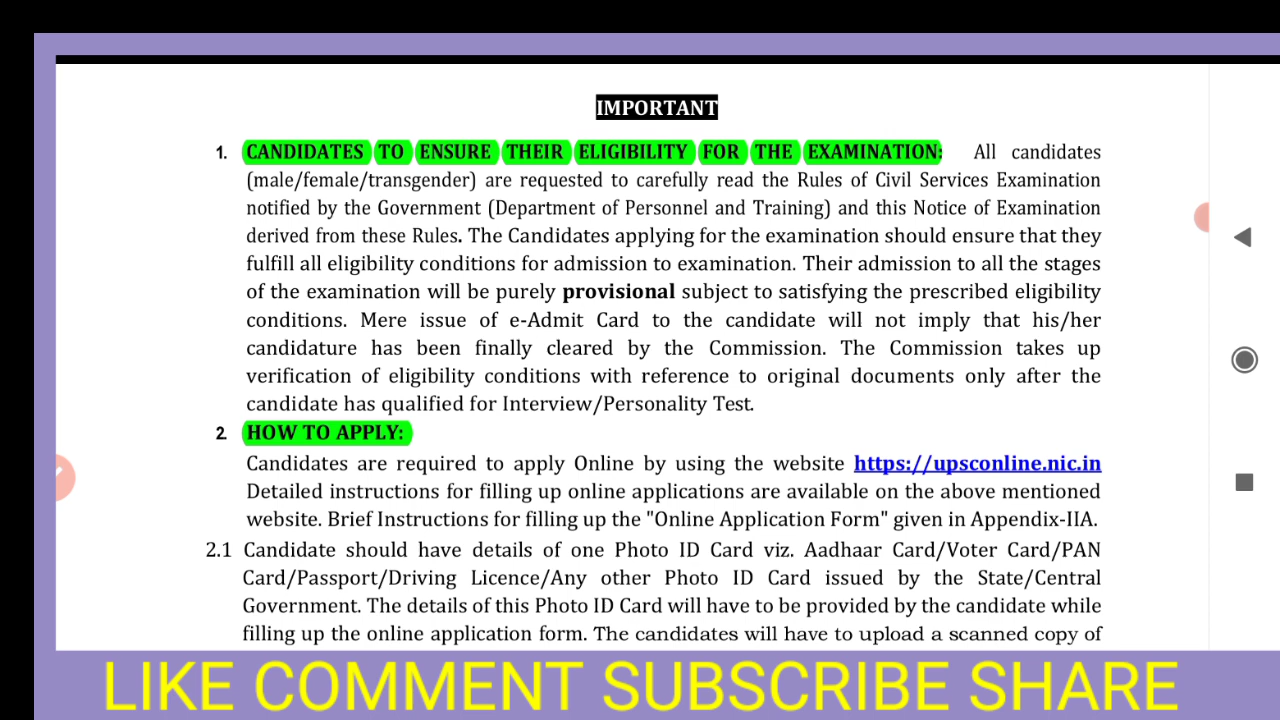 IMPORTANT
1. CANDIDATES TO ENSURE THEIR ELIGIBILITY FOR THE EXAMINATION: All candidates
(male/female/transgender) are requested to carefully read the Rules of Civil Services Examination
notified by the Government (Department of Personnel and Training) and this Notice of Examination
derived from these Rules. The Candidates applying for the examination should ensure that they
fulfill all eligibility conditions for admission to examination. Their admission to all the stages
of the examination will be purely provisional subject to satisfying the prescribed eligibility
conditions. Mere issue of e-Admit Card to the candidate will not imply that his/her
candidature has been finally cleared by the Commission. The Commission takes up
verification of eligibility conditions with reference to original documents only after the
candidate has qualified for Interview/Personality Test.
2. HOW TO APPLY:
Candidates are required to apply Online by using the website https://upsconline.nic.in
Detailed instructions for filling up online applications are available on the above mentioned
website. Brief Instructions for filling up the "Online Application Form" given in Appendix-IIA.
2.1 Candidate should have details of one Photo ID Card viz. Aadhaar Card/Voter Card/PAN
Card/Passport/Driving Licence/Any other Photo ID Card issued by the State/Central
Government. The details of this Photo ID Card will have to be provided by the candidate while
filling up the online application form. The candidates will have to upload a scanned copy of
LIKE COMMENT SUBSCRIBE SHARE